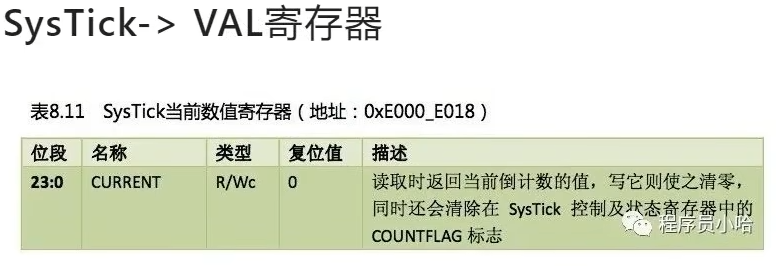 SysTick-> VAL寄存器
表8.11 SysTick当前数值寄存器（地址：0xE000_E018）
位段 名称 类型 复位值 描述
23:0 CURRENT R/Wc 0 读取时返回当前倒计数的值，写它则使之清零，
同时还会清除在 SysTick 控制及状态寄存器中的
COUNTFLAG 标志
程序员小哈